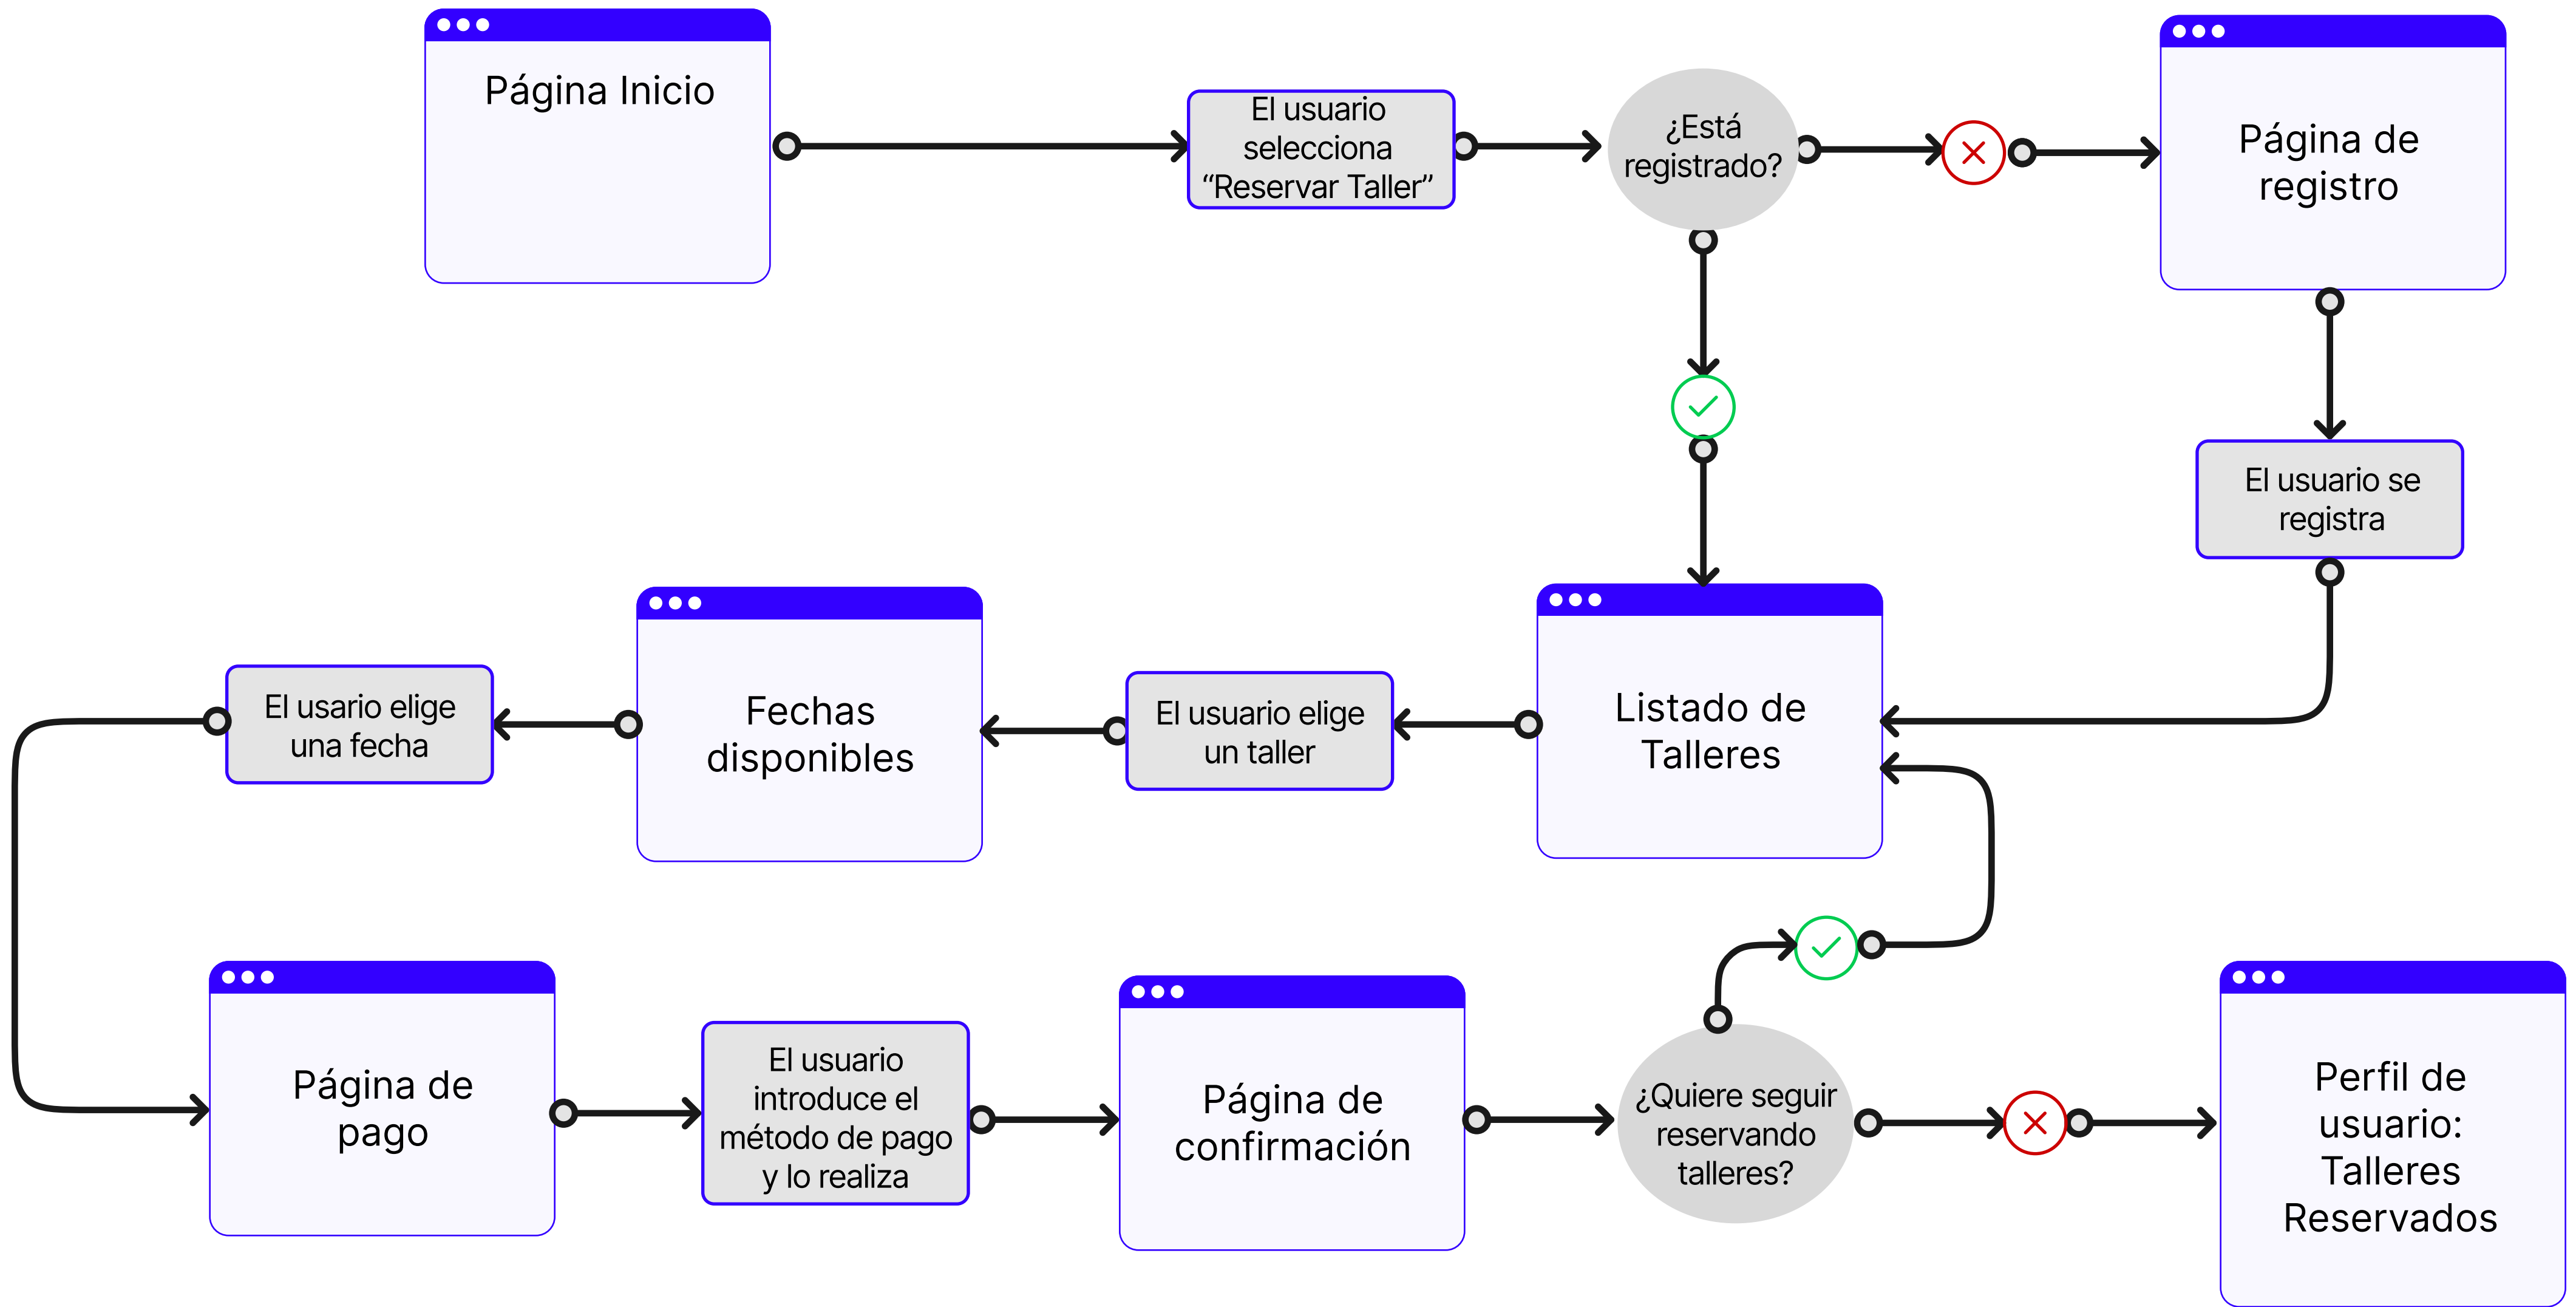 Página Inicio
El usuario
selecciona
“Reservar Taller”
¿Está
registrado?
Página de
registro
El usuario se
registra
Listado de
Talleres
El usuario elige
un taller
Fechas
disponibles
El usario elige
una fecha
Página de
pago
El usuario
introduce el
método de pago
y lo realiza
Página de
confirmación
¿Quiere seguir
reservando
talleres?
Perfil de
usuario:
Talleres
Reservados